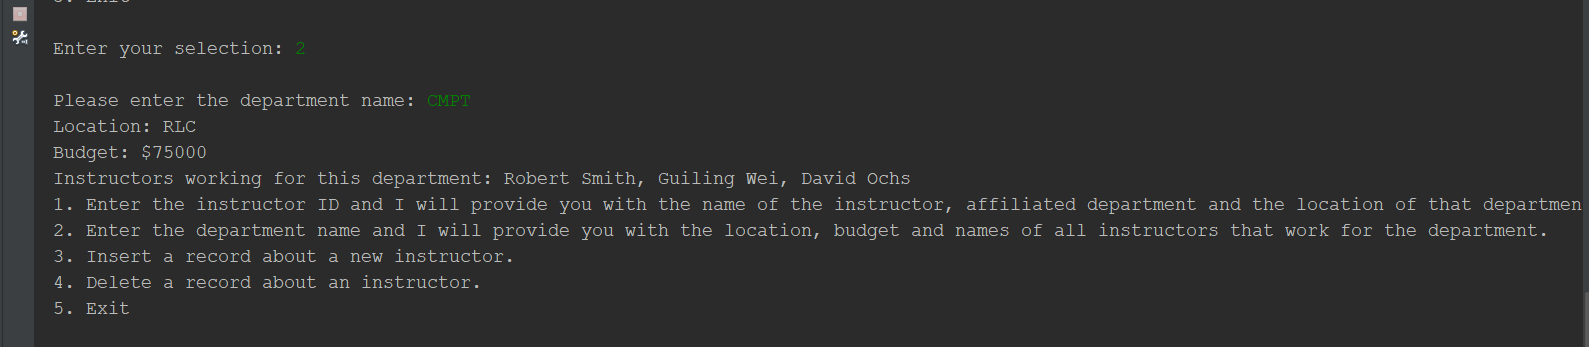 5. Exit
Enter your selection: 2
Please enter the department name: CMPT
Location: RLC
Budget: $75000
Instructors working for this department: Robert Smith, Guiling Wei, David Ochs
1. Enter the instructor ID and I will provide you with the name of the instructor, affiliated department and the location of that departmen
2. Enter the department name and I will provide you with the location, budget and names of all instructors that work for the department.
3. Insert a record about a new instructor.
4. Delete a record about an instructor.
5. Exit